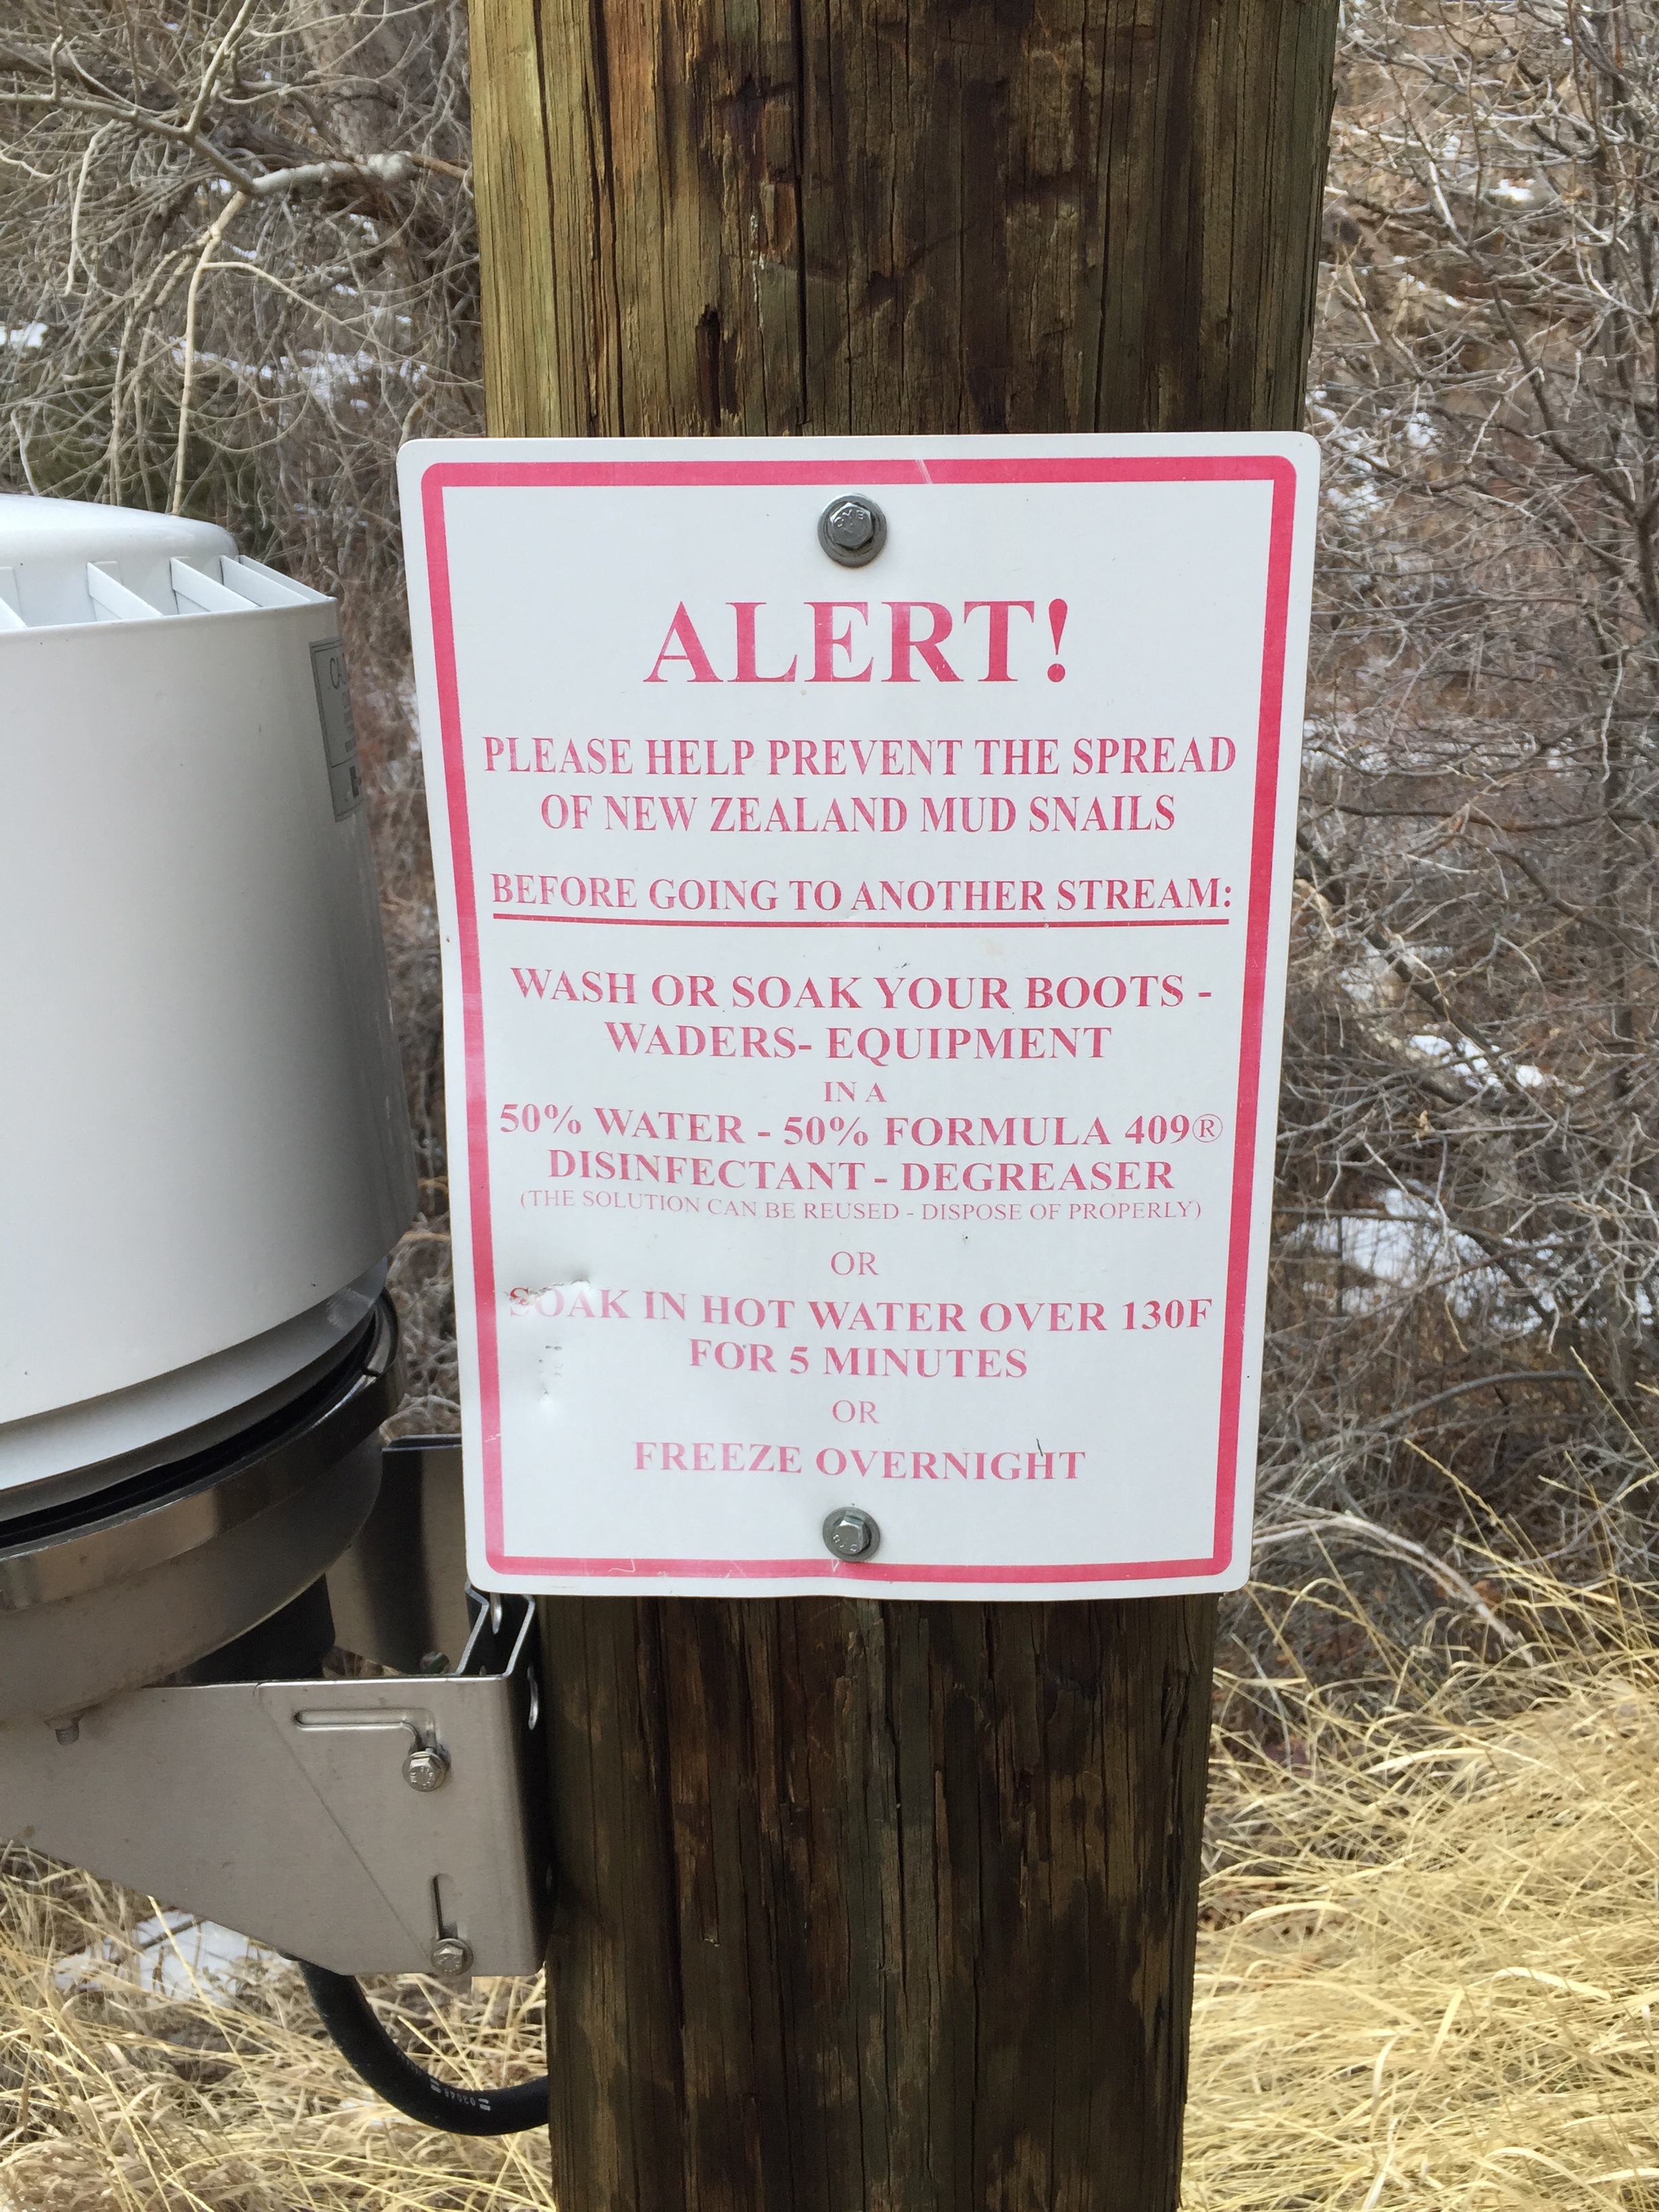 ALERT!
PLEASE HELP PREVENT THE SPREAD
OF NEW ZEALAND MUD SNAILS
BEFORE GOING TO ANOTHER STREAM:
WASH OR SOAK YOUR BOOTS -
WADERS- EQUIPMENT
IN A
50% WATER - 50% FORMULA 409®
DISINFECTANT - DEGREASER
(THE SOLUTION CAN BE REUSED - DISPOSE OF PROPERLY)
OR
SOAK IN HOT WATER OVER 130F
FOR 5 MINUTES
OR
FREEZE OVERNIGHT